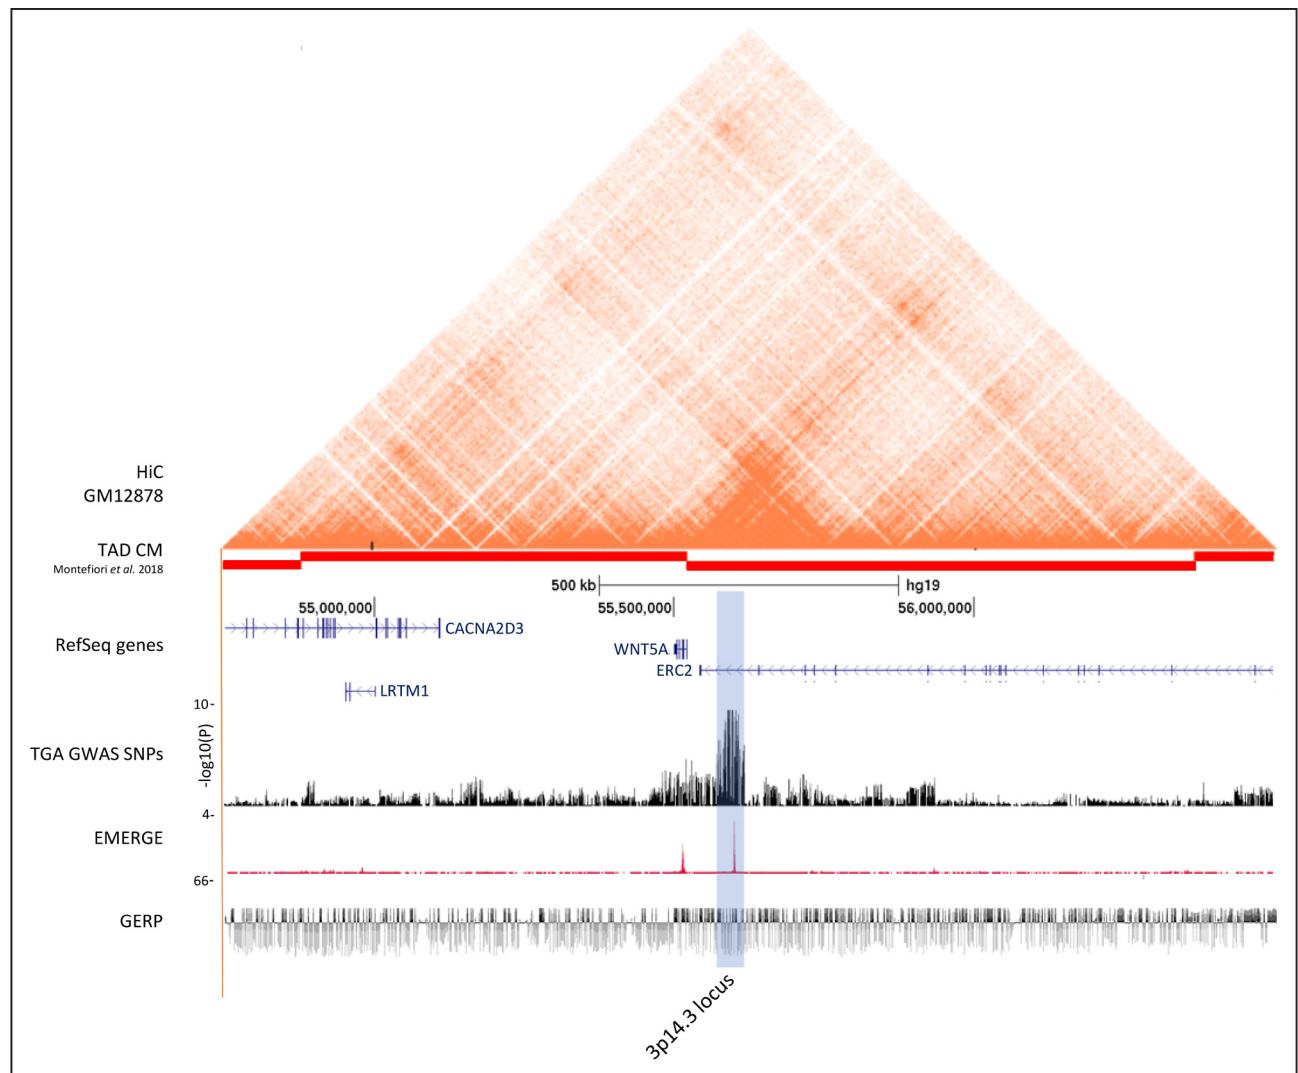 HiC
GM12878
TAD CM
Montefiori et al. 2018
500 kb
hg19
55,000,000
55,500,000
56,000,000
RefSeq genes
CACNA2D3
WNT5A
ERC2
LRTM1
10-
-log10(P)
TGA GWAS SNPs
4-
EMERGE
66-
GERP
3p14.3 locus